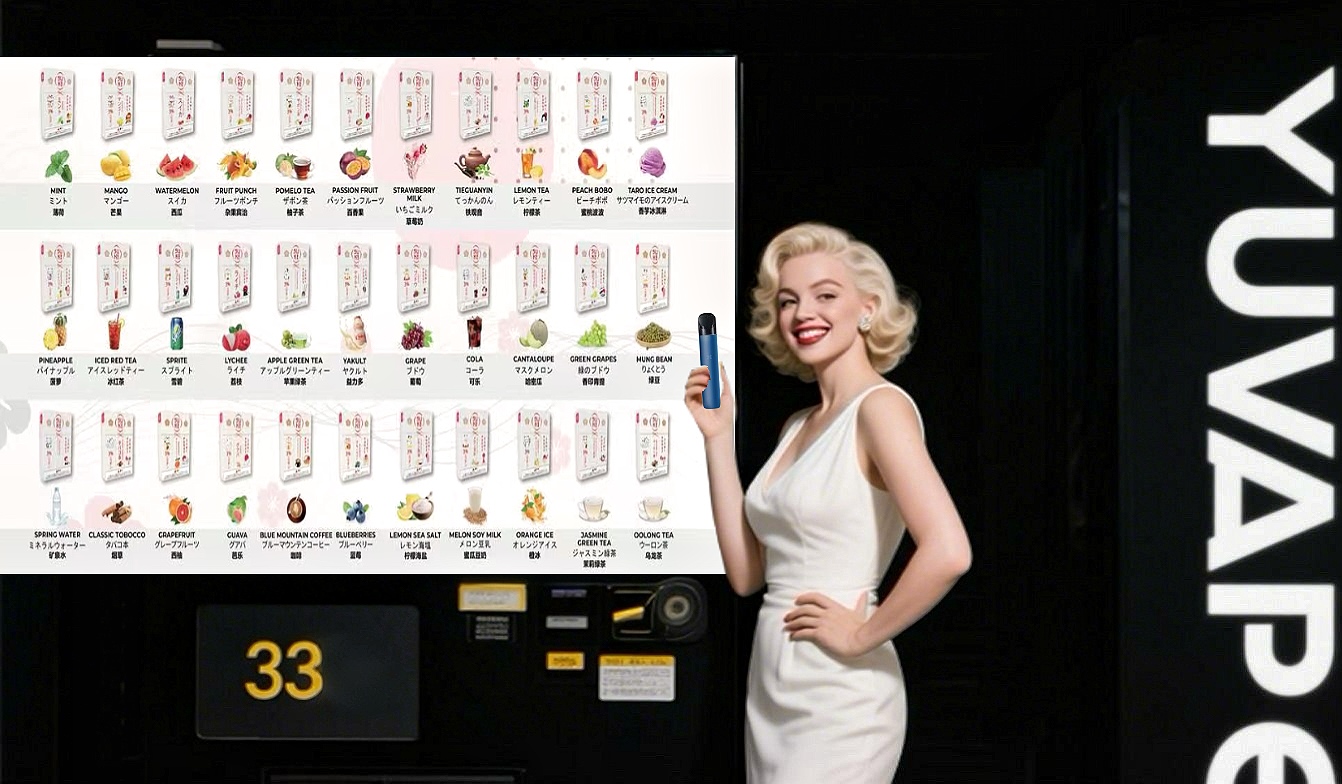 MINT
ミント
薄荷
MANGO
マンゴー
芒果
WATERMELON
スイカ
西瓜
FRUIT PUNCH
フルーツポンチ
杂果宾治
POMELO TEA
ザボン茶
柚子茶
PASSION FRUIT
パッションフルーツ
百香果
STRAWBERRY
MILK
いちごミルク
草莓奶
TIEGUANYIN
てっかんのん
铁观音
LEMON TEA
レモンティー
柠檬茶
PEACH BOBO
ピーチボボ
蜜桃波波
TARO ICE CREAM
サツマイモのアイスクリーム
香芋冰淇淋
PINEAPPLE
パイナップル
菠萝
ICED RED TEA
アイスレッドティー
冰红茶
SPRITE
スプライト
雪碧
LYCHEE
ライチ
荔枝
APPLE GREEN TEA
アップルグリーンティー
苹果绿茶
YAKULT
ヤクルト
益力多
GRAPE
ブドウ
葡萄
COLA
コーラ
可乐
CANTALOUPE
マスクメロン
哈密瓜
GREEN GRAPES
緑のブドウ
香印青提
MUNG BEAN
りょくとう
绿豆
SPRING WATER
ミネラルウォーター
矿泉水
CLASSIC TOBOCCO
タバコ本
烟草
GRAPEFRUIT
グレープフルーツ
西柚
GUAVA
グアバ
芭乐
BLUE MOUNTAIN COFFEE
ブルーマウンテンコーヒー
咖啡
BLUEBERRIES
ブルーベリー
蓝莓
LEMON SEA SALT
レモン海塩
柠檬海盐
MELON SOY MILK
メロン豆乳
蜜瓜豆奶
ORANGE ICE
オレンジアイス
橙冰
JASMINE
GREEN TEA
ジャスミン緑茶
茉莉绿茶
OOLONG TEA
ウーロン茶
乌龙茶
33
YUVAPe